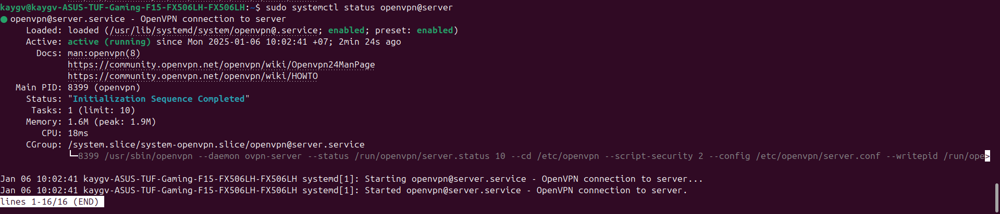 kaygv@kaygv-ASUS-TUF-Gaming-F15-FX506LH-FX506LH:~$ sudo systemctl status openvpn@server
● openvpn@server.service - OpenVPN connection to server
     Loaded: loaded (/usr/lib/systemd/system/openvpn@.service; enabled; preset: enabled)
     Active: active (running) since Mon 2025-01-06 10:02:41 +07; 2min 24s ago
       Docs: man:openvpn(8)
             https://community.openvpn.net/openvpn/wiki/Openvpn24ManPage
             https://community.openvpn.net/openvpn/wiki/HOWTO
   Main PID: 8399 (openvpn)
     Status: "Initialization Sequence Completed"
      Tasks: 1 (limit: 10)
     Memory: 1.6M (peak: 1.9M)
        CPU: 18ms
     CGroup: /system.slice/system-openvpn.slice/openvpn@server.service
             └─8399 /usr/sbin/openvpn --daemon ovpn-server --status /run/openvpn/server.status 10 --cd /etc/openvpn --script-security 2 --config /etc/openvpn/server.conf --writepid /run/ope>
Jan 06 10:02:41 kaygv-ASUS-TUF-Gaming-F15-FX506LH-FX506LH systemd[1]: Starting openvpn@server.service - OpenVPN connection to server...
Jan 06 10:02:41 kaygv-ASUS-TUF-Gaming-F15-FX506LH-FX506LH systemd[1]: Started openvpn@server.service - OpenVPN connection to server.
lines 1-16/16 (END)